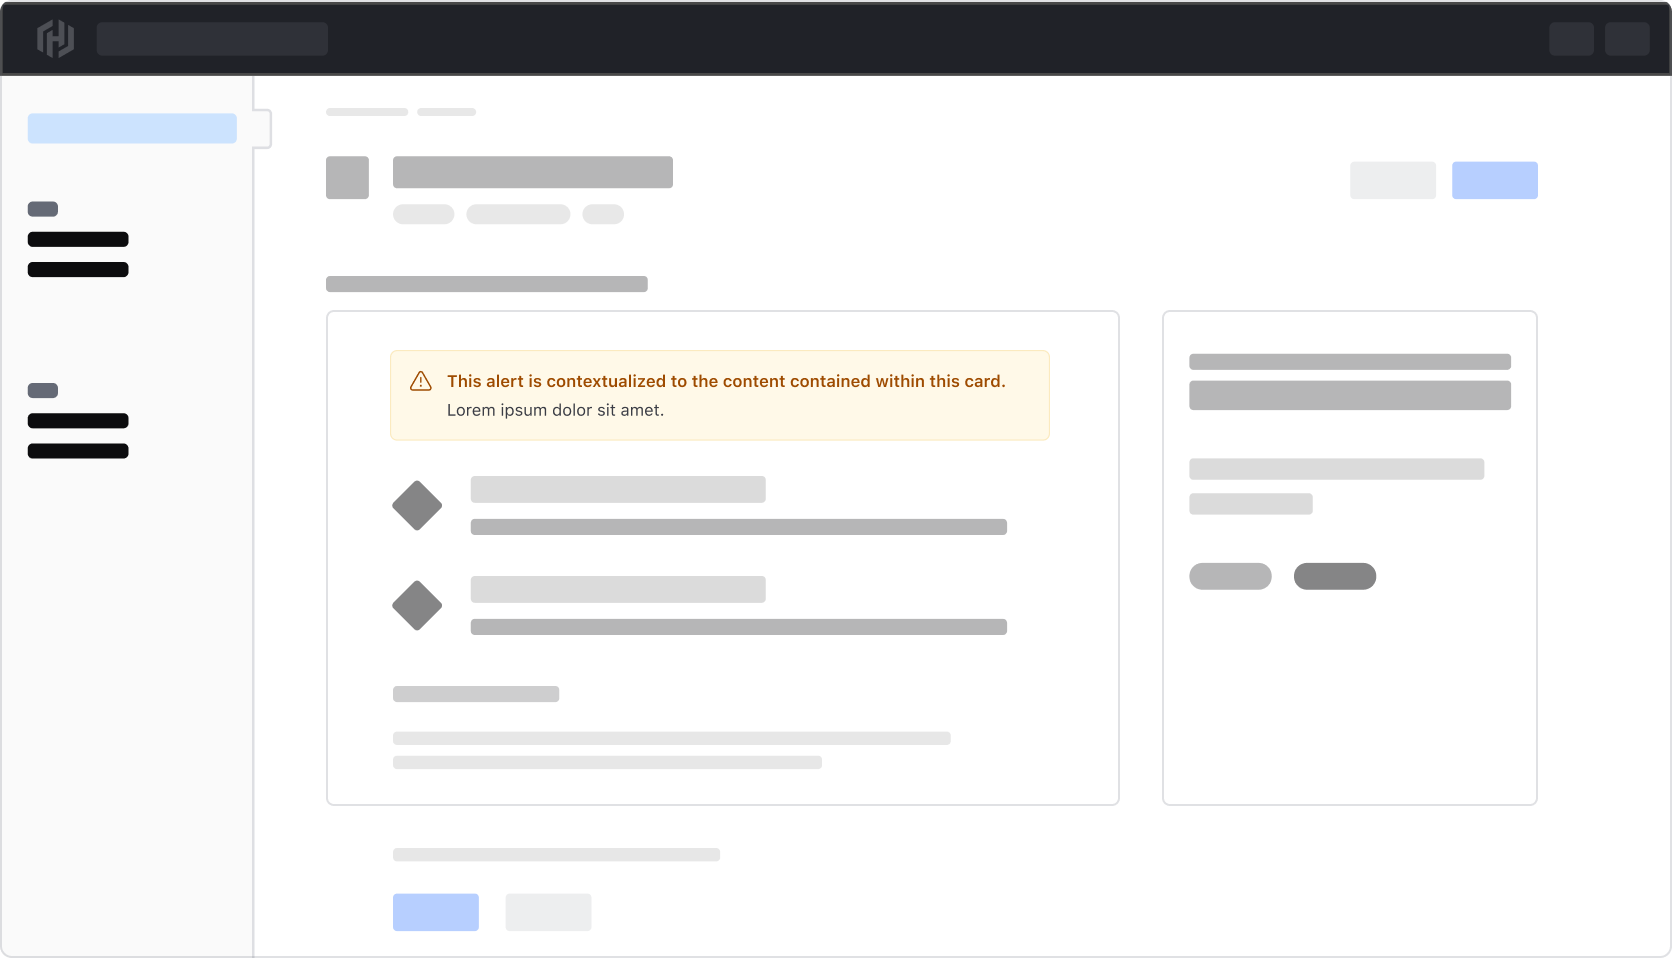 This alert is contextualized to the content contained within this card.
Lorem ipsum dolor sit amet.